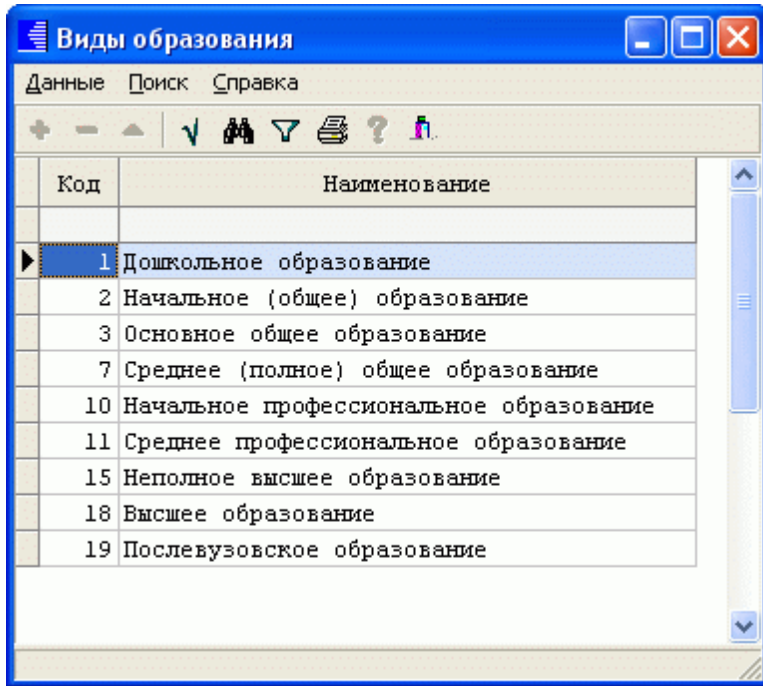 Виды образования
Данные Поиск Справка
Код Наименование
1 Дошкольное образование
2 Начальное (общее) образование
3 Основное общее образование
7 Среднее (полное) общее образование
10 Начальное профессиональное образование
11 Среднее профессиональное образование
15 Неполное высшее образование
18 Высшее образование
19 Послевузовское образование